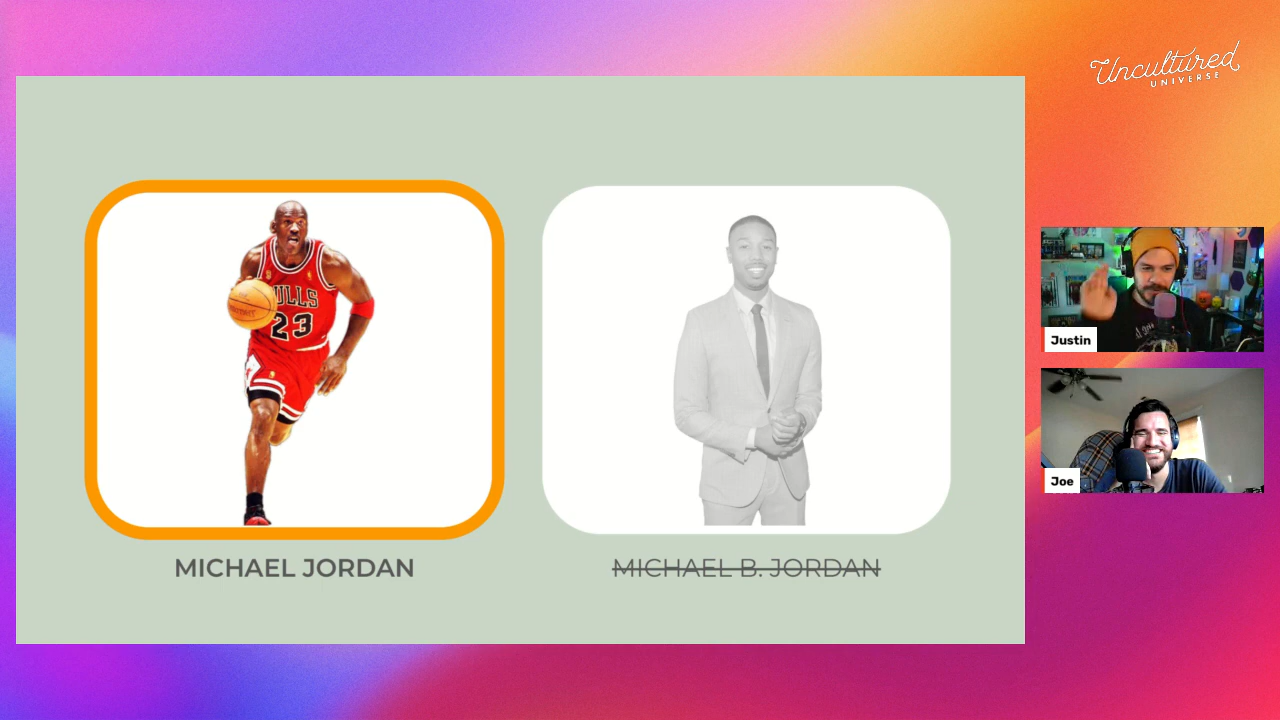 Uncultured
UNIVERSE
BULLS
23
MICHAEL JORDAN
MICHAEL B. JORDAN
Justin
Joe